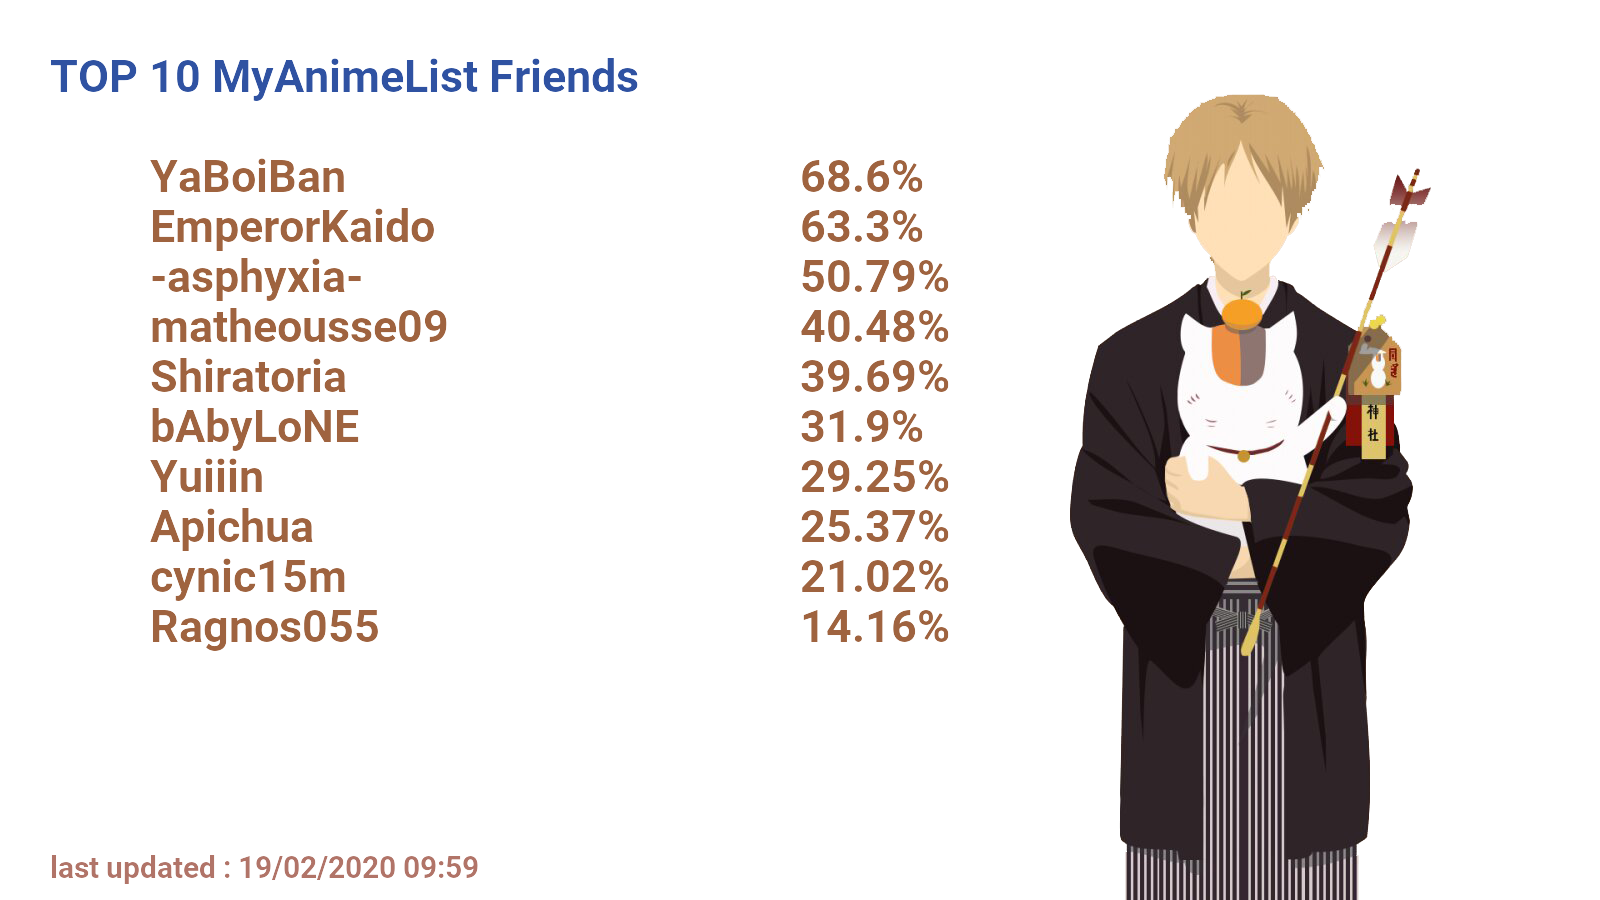 TOP 10 MyAnimeList Friends
YaBoiBan 68.6%
EmperorKaido 63.3%
-asphyxia- 50.79%
matheousse09 40.48%
Shiratoria 39.69%
bAbyLoNE 31.9%
Yuiiin 29.25%
Apichua 25.37%
cynic15m 21.02%
Ragnos055 14.16%
神
社
last updated : 19/02/2020 09:59